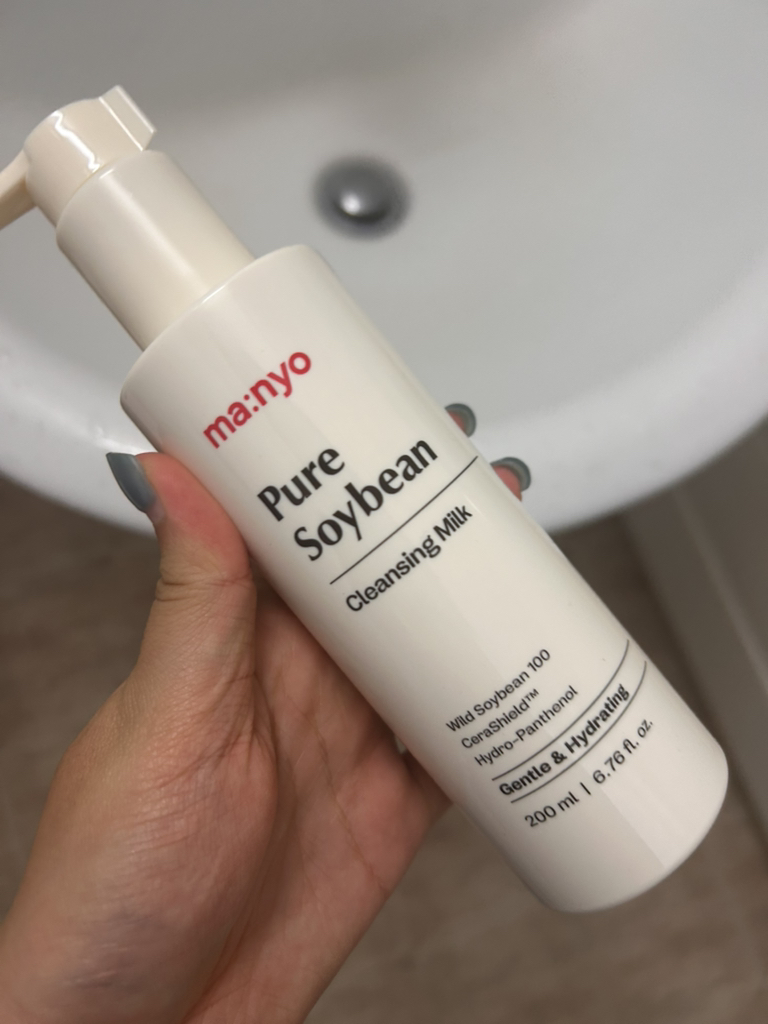 ma:nyo
Pure
Soybean
Cleansing Milk
Wild Soybean 100
CeraShield™
Hydro-Panthenol
Gentle & Hydrating
200 ml | 6.76 fl. oz.